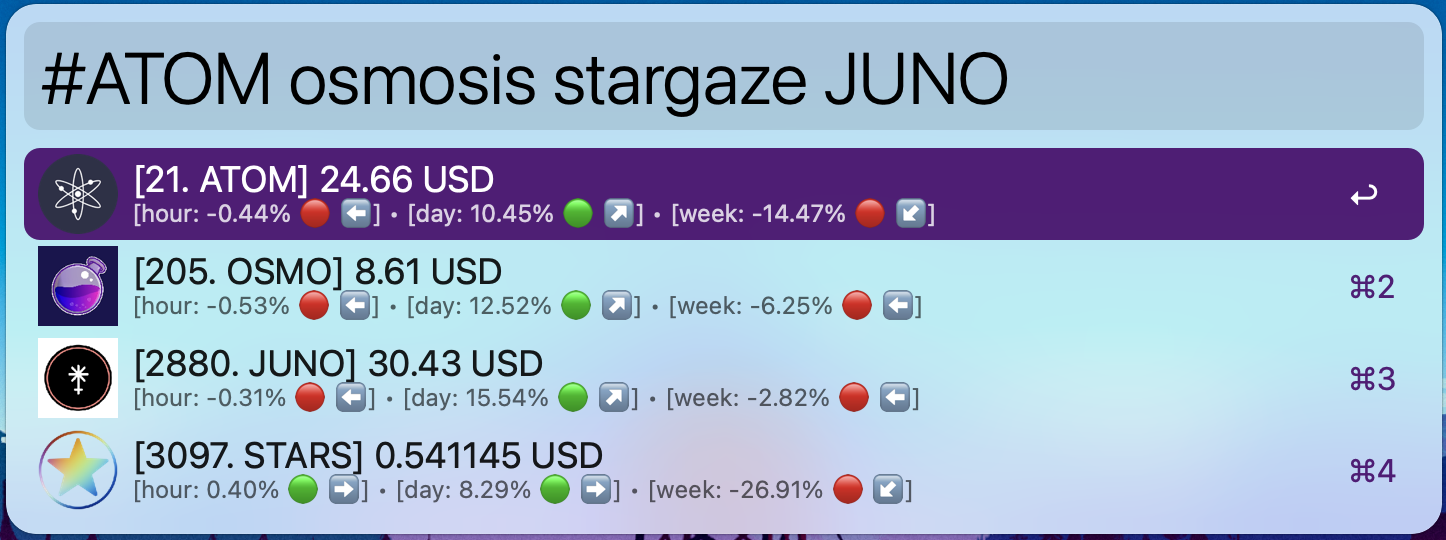 #ATOM osmosis stargaze JUNO
[21. ATOM] 24.66 USD
[hour: -0.44% 🔴 ⬅️] • [day: 10.45% 🟢 ↗️] • [week: -14.47% 🔴 ↙️]
[205. OSMO] 8.61 USD
⌘2
[hour: -0.53% 🔴 ⬅️] • [day: 12.52% 🟢 ↗️] • [week: -6.25% 🔴 ⬅️]
[2880. JUNO] 30.43 USD
⌘3
[hour: -0.31% 🔴 ⬅️] • [day: 15.54% 🟢 ↗️] • [week: -2.82% 🔴 ⬅️]
[3097. STARS] 0.541145 USD
⌘4
[hour: 0.40% 🟢 ➡️] • [day: 8.29% 🟢 ➡️] • [week: -26.91% 🔴 ↙️]